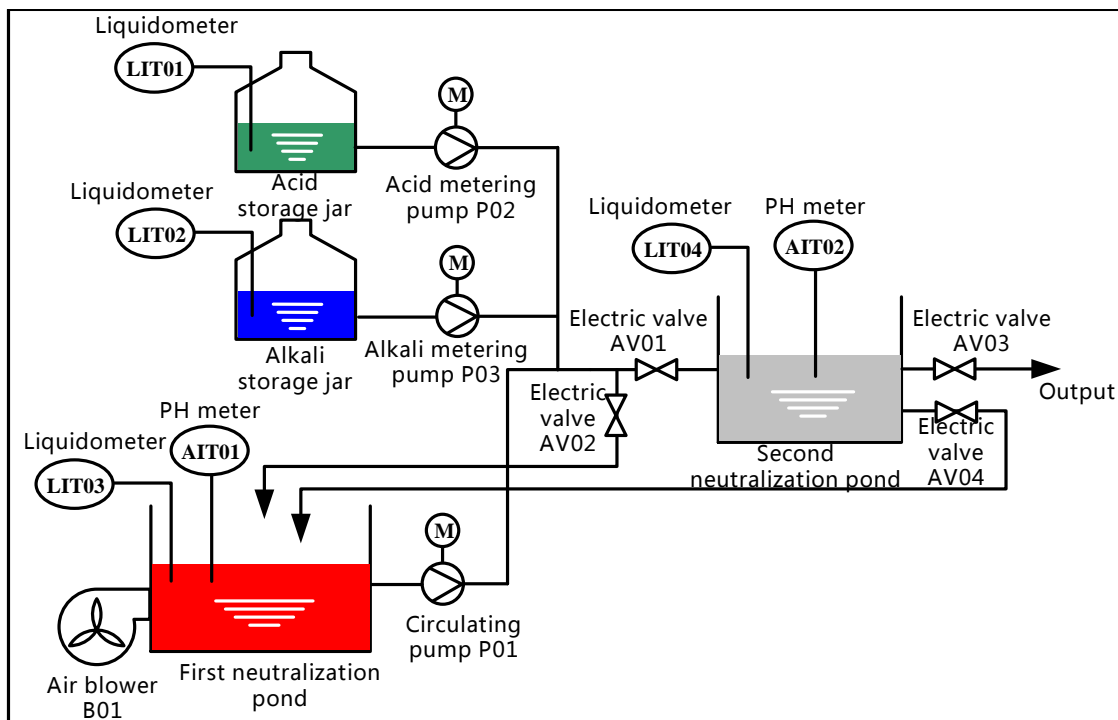 Liquidometer
LIT01
M
Acid
storage jar
Acid metering
pump P02
Liquidometer
LIT02
M
Alkali
storage jar
Alkali metering
pump P03
Liquidometer
LIT04
PH meter
AIT02
Electric valve
AV01
Electric valve
AV03
Output
Electric
valve
AV02
Electric
valve
AV04
Second
neutralization pond
PH meter
AIT01
Liquidometer
LIT03
M
Circulating
pump P01
First neutralization
pond
Air blower
B01